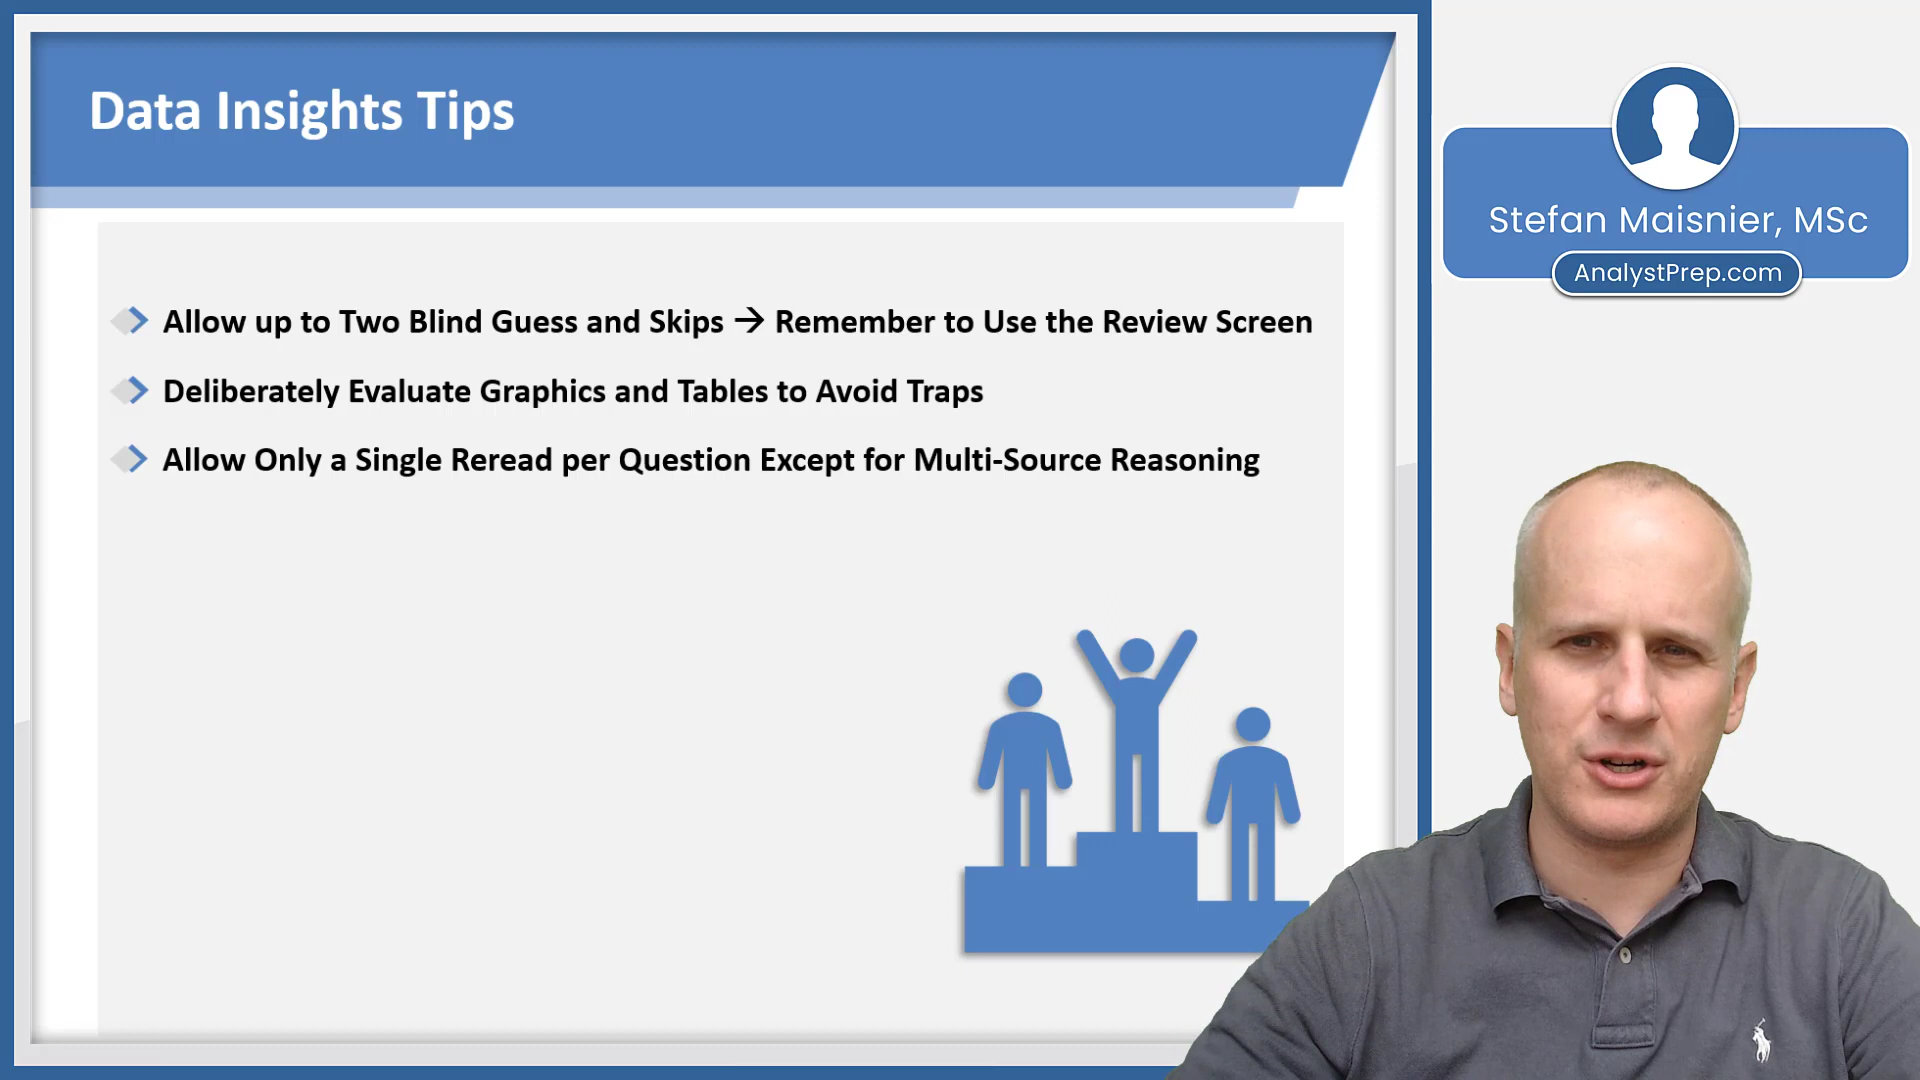 Data Insights Tips
Allow up to Two Blind Guess and Skips → Remember to Use the Review Screen
Deliberately Evaluate Graphics and Tables to Avoid Traps
Allow Only a Single Reread per Question Except for Multi-Source Reasoning
Stefan Maisnier, MSc
AnalystPrep.com